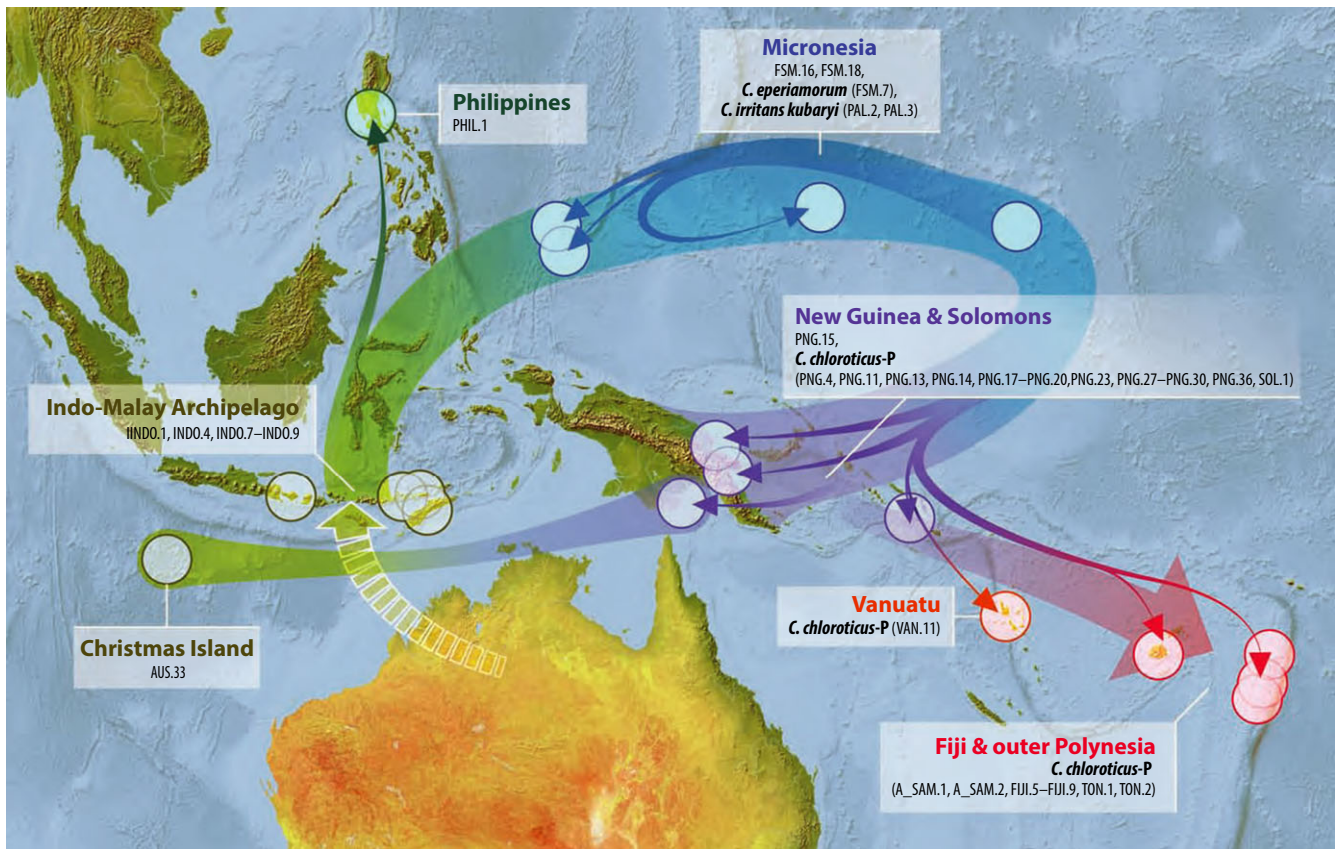 Micronesia
FSM.16, FSM.18,
C. eperiamorum (FSM.7),
C. irritans kubaryi (PAL.2, PAL.3)
Philippines
PHIL.1
New Guinea & Solomons
PNG.15,
C. chloroticus-P
(PNG.4, PNG.11, PNG.13, PNG.14, PNG.17–PNG.20,PNG.23, PNG.27–PNG.30, PNG.36, SOL.1)
Indo-Malay Archipelago
IINDO.1, INDO.4, INDO.7–INDO.9
Vanuatu
C. chloroticus-P (VAN.11)
Christmas Island
AUS.33
Fiji & outer Polynesia
C. chloroticus-P
(A_SAM.1, A_SAM.2, FIJI.5–FIJI.9, TON.1, TON.2)